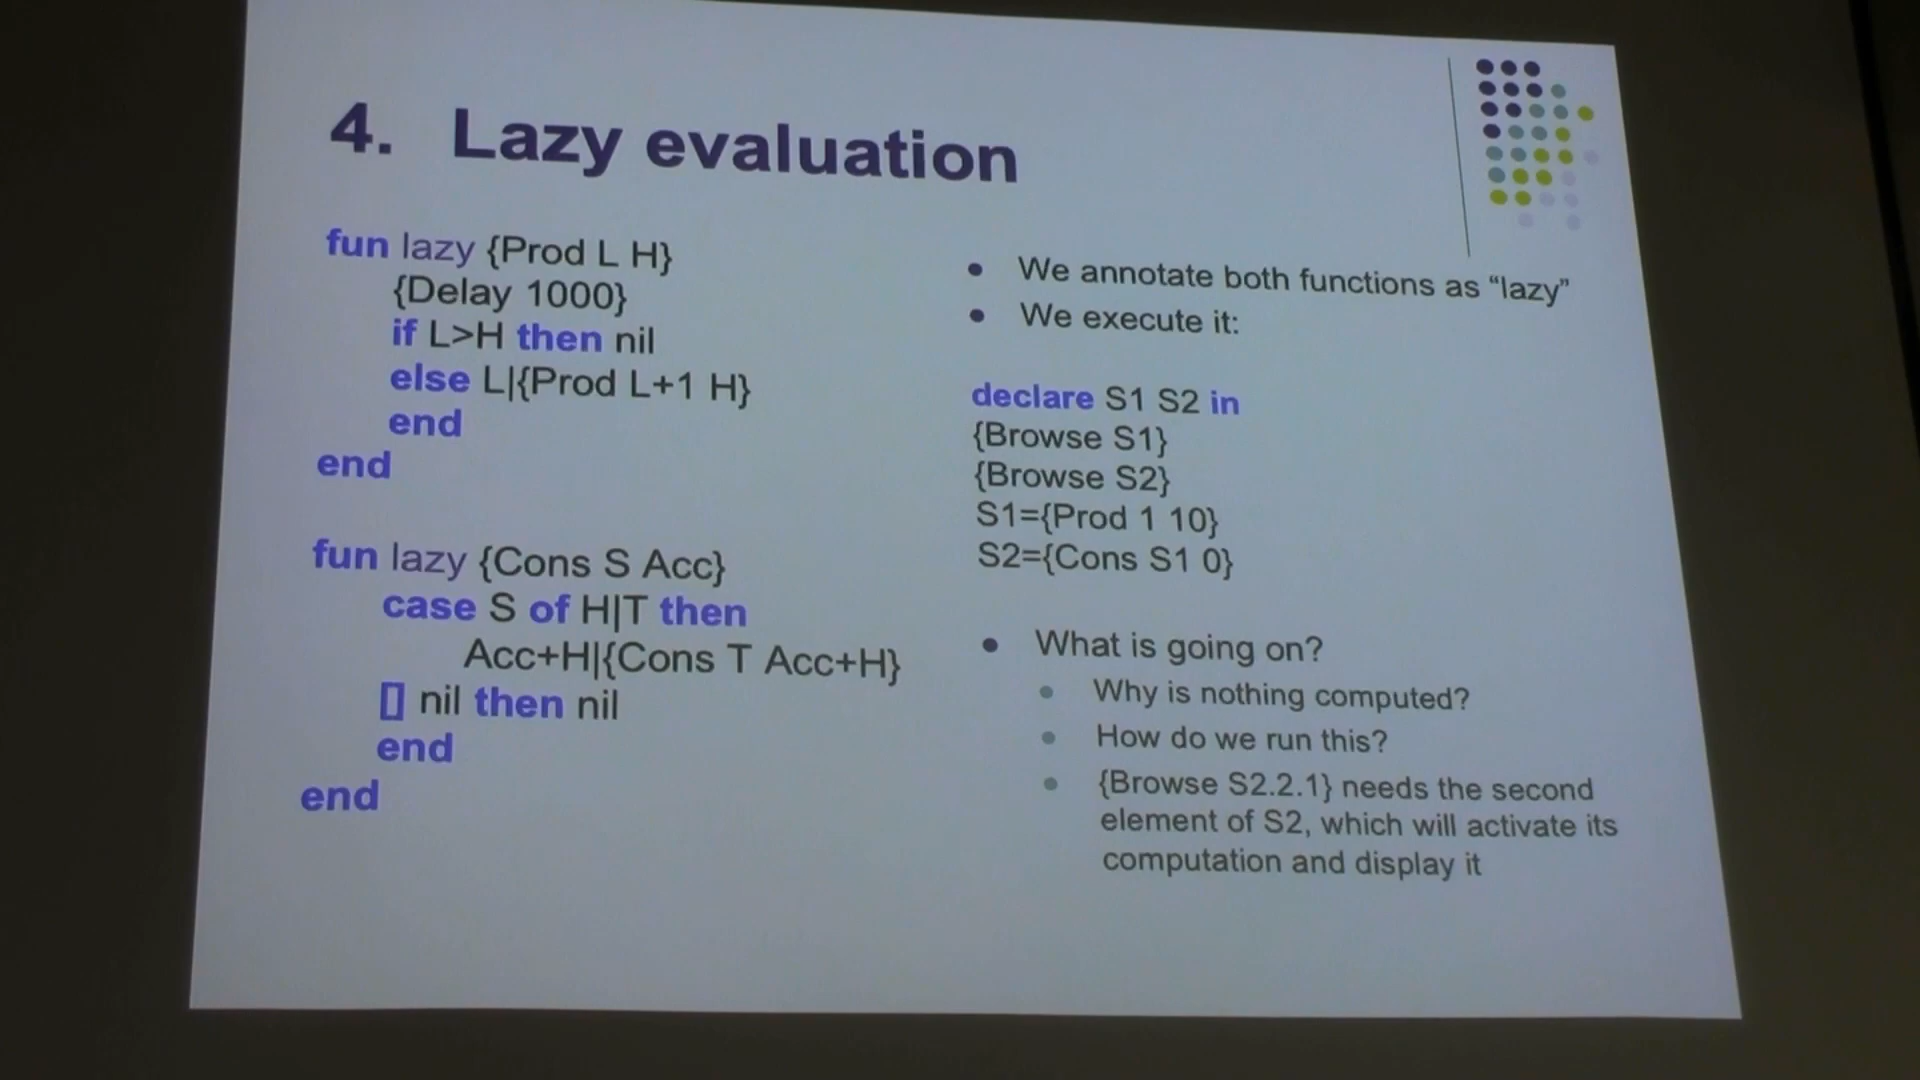 4. Lazy evaluation
fun lazy {Prod L H}
{Delay 1000}
if L>H then nil
else L|{Prod L+1 H}
end
end
fun lazy {Cons S Acc}
case S of H|T then
Acc+H|{Cons T Acc+H}
[] nil then nil
end
end
• We annotate both functions as “lazy”
• We execute it:
declare S1 S2 in
{Browse S1}
{Browse S2}
S1={Prod 1 10}
S2={Cons S1 0}
• What is going on?
• Why is nothing computed?
• How do we run this?
• {Browse S2.2.1} needs the second
element of S2, which will activate its
computation and display it